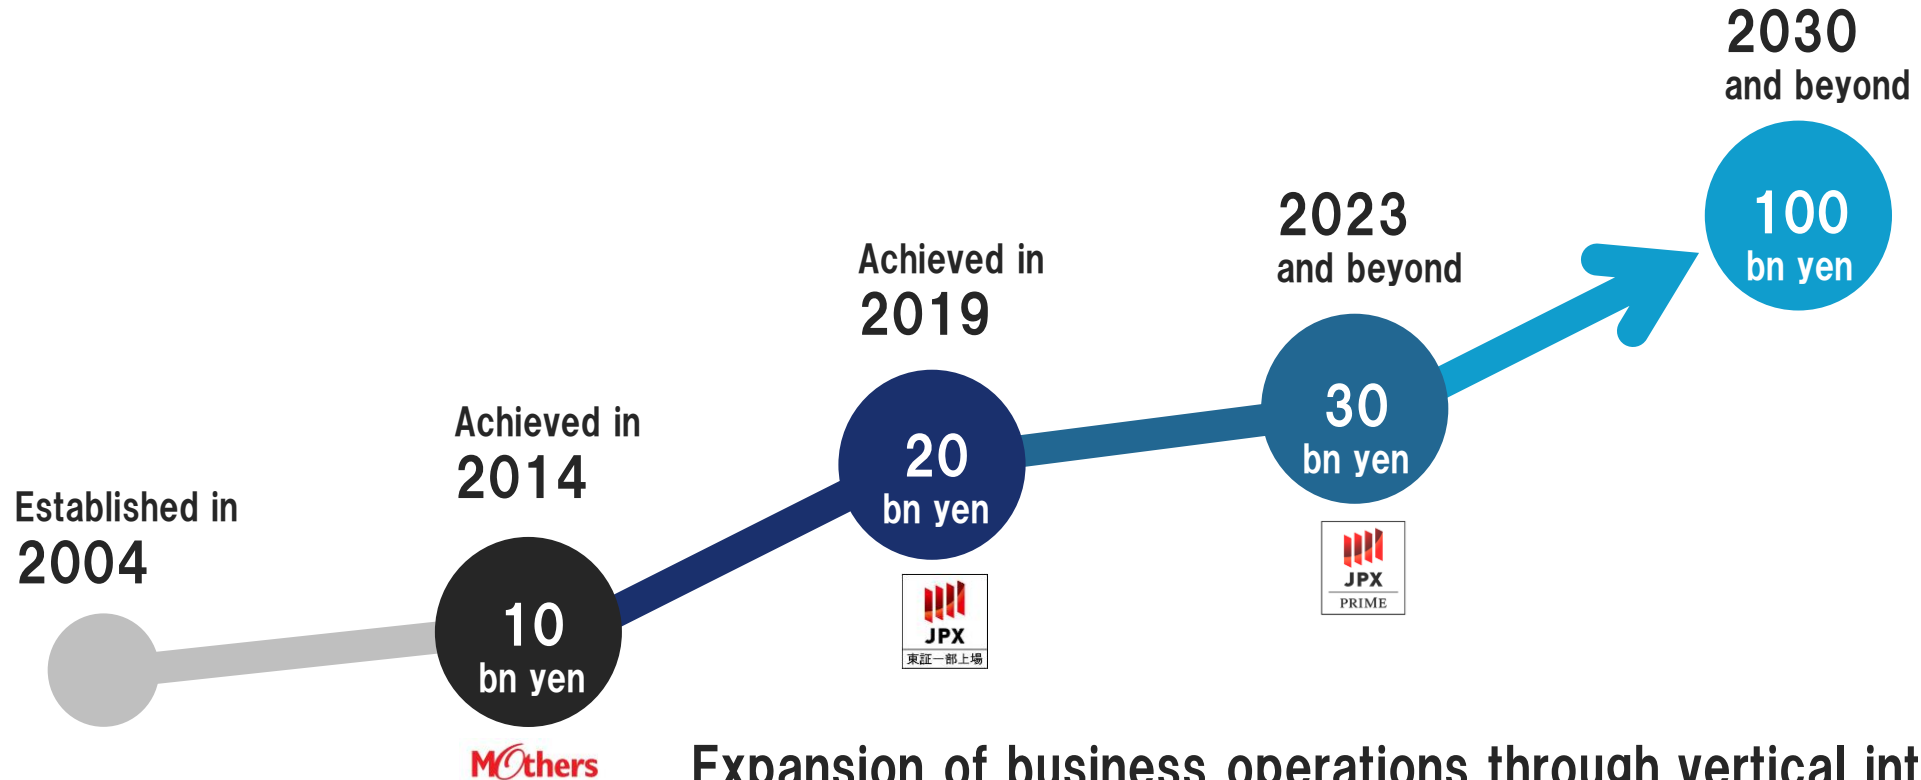 Established in
2004
Achieved in
2014
10
bn yen
Mothers
Achieved in
2019
20
bn yen
JPX
東証一部上場
2023
and beyond
30
bn yen
JPX
PRIME
2030
and beyond
100
bn yen
Expansion of business operations through vertical